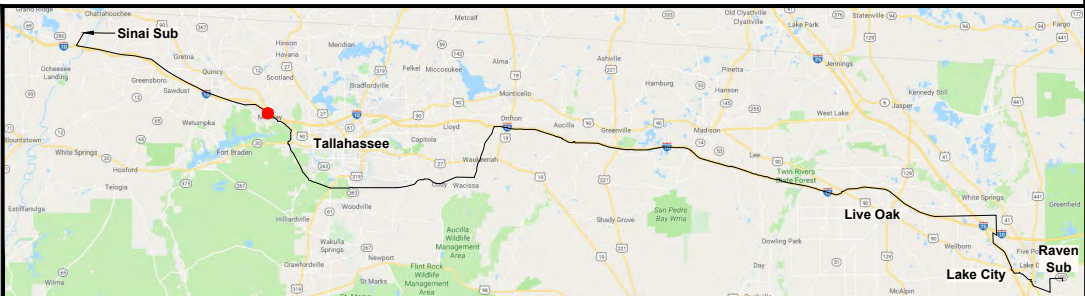 Grand Ridge
Chattahoochee
Metcalf
Old Clyattville
Clyattville
Lake Park
Statenville
Fargo
Sinai Sub
Hinson
Havana
Meridian
Alma
Ashville
Pinetta
Jennings
Ocheesee
Landing
Gretna
Quincy
Scotland
Felkel
Miccosukee
Hamburg
Hanson
Kennedy Still
Greensboro
Sawdust
Bradfordville
Monticello
Jasper
Wetumpka
Lloyd
Drifton
Aucilla
Greenville
Madison
West Lake
Blountstown
Tallahassee
Capitola
White Springs
Hosford
Fort Braden
Waukeenah
Lee
Telogia
Cody
Wacissa
Twin Rivers
State Forest
White Springs
Estiffanulga
Woodville
Hilliardville
Shady Grove
San Pedro
Bay Wma
Live Oak
Greenfield
Wakulla
Springs
Aucilla
Wildlife
Management
Area
Dowling Park
Wellborn
Raven
Sub
Crawfordville
Newport
Flint Rock
Wildlife
Management
Area
Day
Lake City
Wilma
St Marks
McAlpin